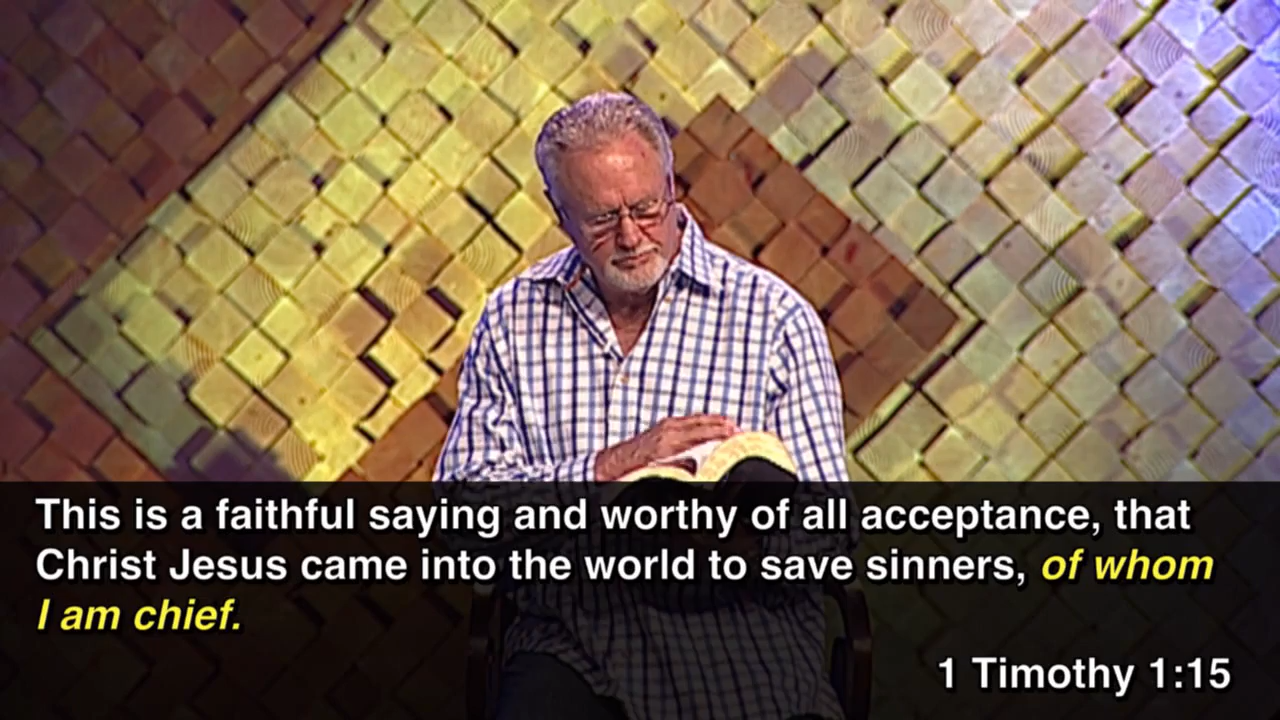 This is a faithful saying and worthy of all acceptance, that
Christ Jesus came into the world to save sinners, of whom
I am chief.
1 Timothy 1:15